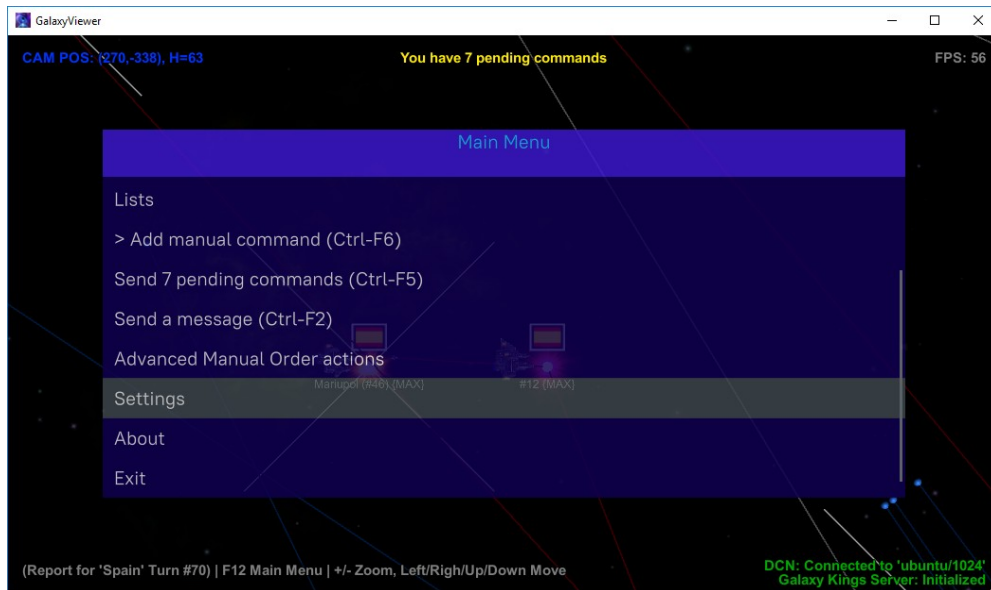 GalaxyViewer
CAM POS: (270,-338), H=63
You have 7 pending commands
FPS: 56
Main Menu
Lists
> Add manual command (Ctrl-F6)
Send 7 pending commands (Ctrl-F5)
Send a message (Ctrl-F2)
Advanced Manual Order actions
Mariupol (#46) (MAX)
#12 (MAX)
Settings
About
Exit
(Report for 'Spain' Turn #70) | F12 Main Menu | +/- Zoom, Left/Righ/Up/Down Move
DCN: Connected to 'ubuntu/1024'
Galaxy Kings Server: Initialized